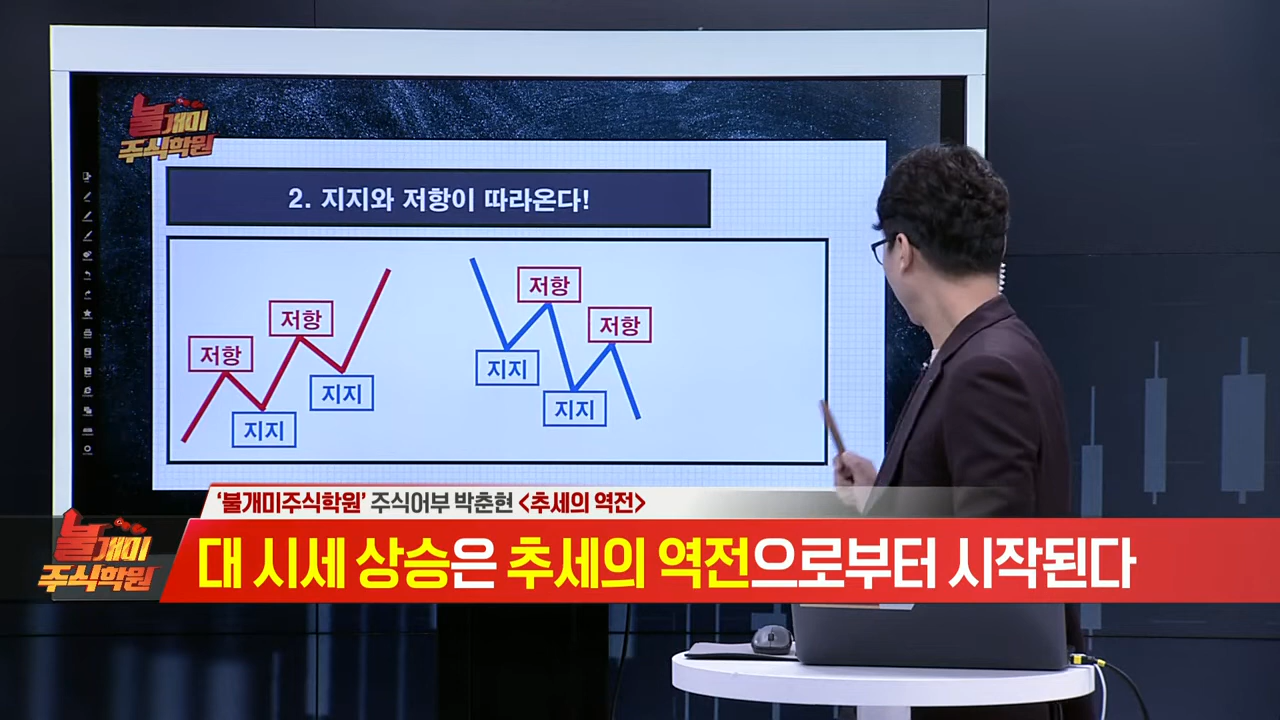 불개미
주식학원
2. 지지와 저항이 따라온다!
저항
저항
지지
지지
저항
저항
지지
지지
‘불개미주식학원’ 주식어부 박춘현 <추세의 역전>
불개미
주식학원
대 시세 상승은 추세의 역전으로부터 시작된다